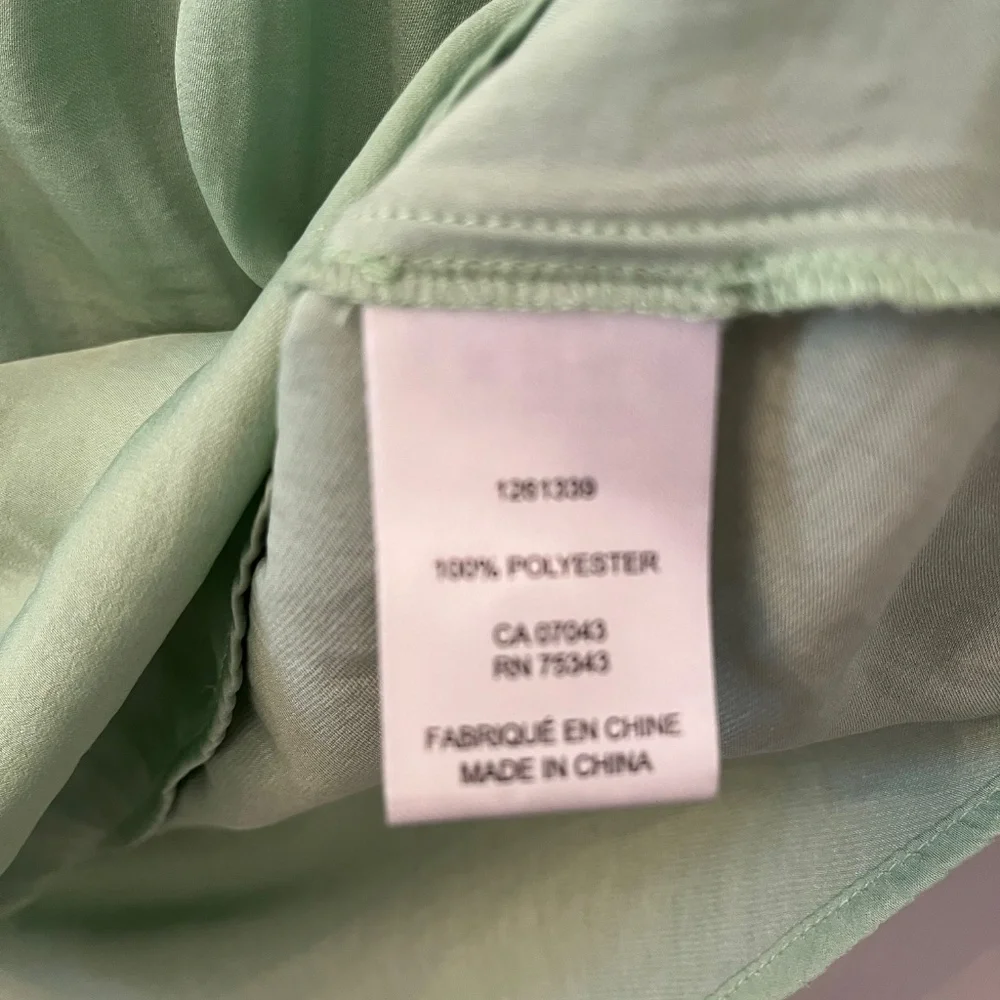 1261339
100% POLYESTER
CA 07043
RN 75343
FABRIQUÉ EN CHINE
MADE IN CHINA